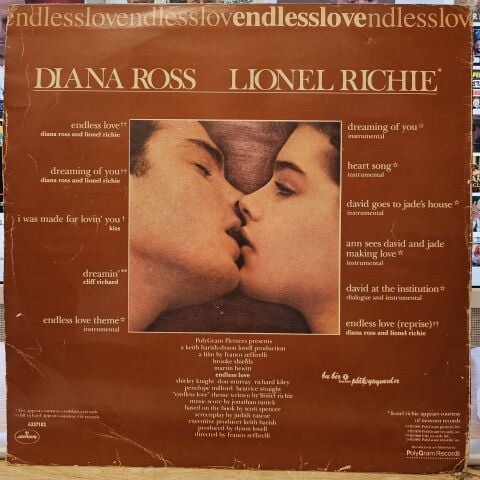 endlessloveendlessloveendlessloveendlesslov
DIANA ROSS LIONEL RICHIE*
endless love††
diana ross and lionel richie
dreaming of you††
diana ross and lionel richie
i was made for lovin' you†
kiss
dreamin'**
cliff richard
endless love theme☆
instrumental
dreaming of you☆
instrumental
heart song☆
instrumental
david goes to jade's house☆
instrumental
ann sees david and jade
making love☆
instrumental
david at the institution☆
dialogue and instrumental
endless love (reprise)††
diana ross and lionel richie
PolyGram Pictures presents
a keith barish-dyson lovell production
a film by franco zeffirelli
brooke shields
martin hewitt
endless love
shirley knight don murray richard kiley
penelope milford beatrice straight
"endless love" theme written by lionel richie
music score by jonathan tunick
based on the book by scott spencer
screenplay by judith rascoe
executive producer keith barish
produced by dyson lovell
directed by franco zeffirelli
bu bir
plak
6337182
*lionel richie appears courtesy
of motown records
PolyGram Records